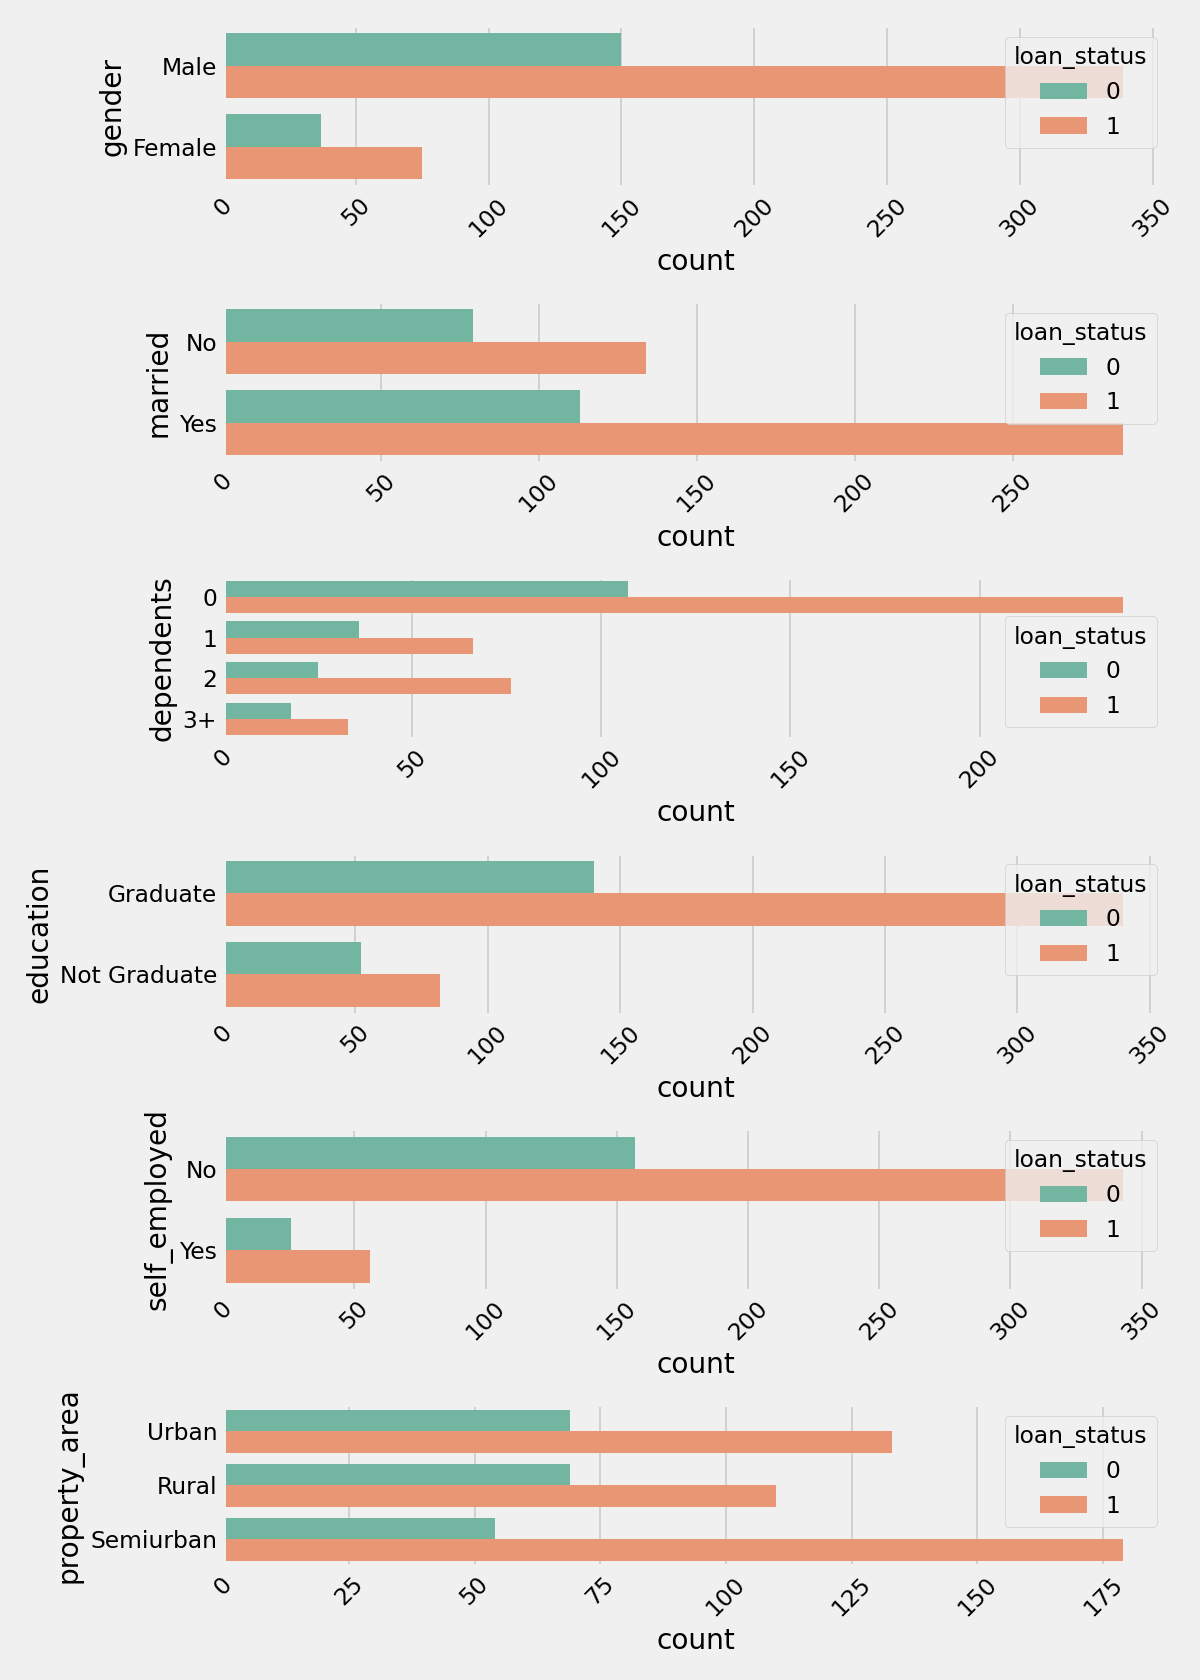 gender
Male
Female
loan_status
0
1
0 50 100 150 200 250 300 350
count
married
No
Yes
loan_status
0
1
0 50 100 150 200 250
count
dependents
0
1
2
3+
loan_status
0
1
0 50 100 150 200
count
education
Graduate
Not Graduate
loan_status
0
1
0 50 100 150 200 250 300 350
count
self_employed
No
Yes
loan_status
0
1
0 50 100 150 200 250 300 350
count
property_area
Urban
Rural
Semiurban
loan_status
0
1
0 25 50 75 100 125 150 175
count